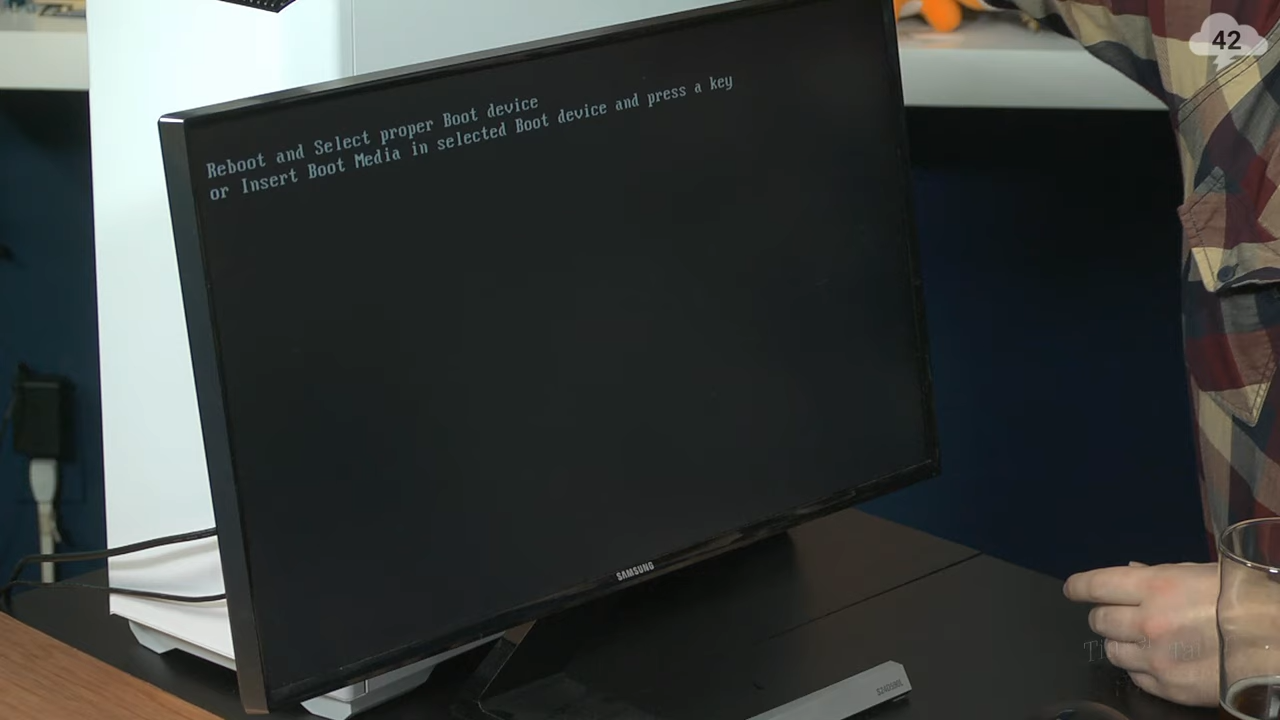 42
Reboot and Select proper Boot device
or Insert Boot Media in selected Boot device and press a key
SAMSUNG